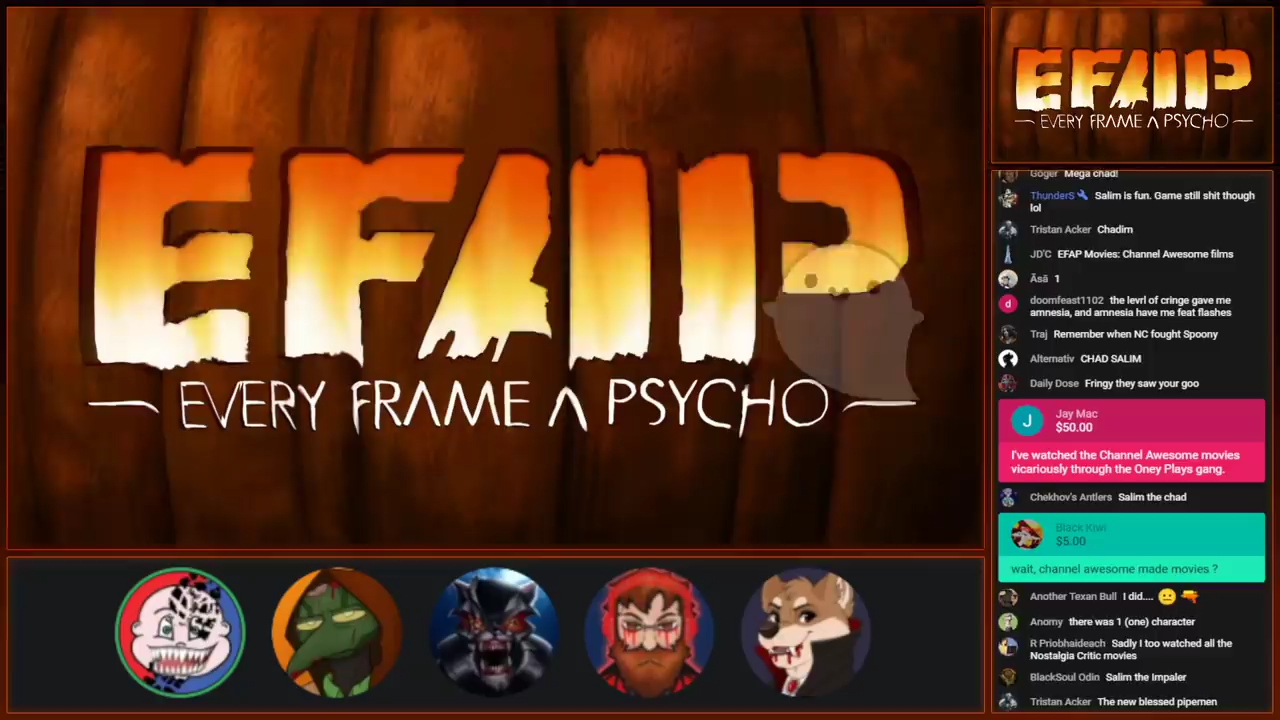 EFAP
EVERY FRAME A PSYCHO
EFAP
EVERY FRAME A PSYCHO
Goger Mega chad!
ThunderS Salim is fun. Game still shit though
lol
Tristan Acker Chadim
JD'C EFAP Movies: Channel Awesome films
Äsä 1
d
doomfeast1102 the levrl of cringe gave me
amnesia, and amnesia have me feat flashes
Traj Remember when NC fought Spoony
Alternativ CHAD SALIM
Daily Dose Fringy they saw your goo
J
Jay Mac
$50.00
I've watched the Channel Awesome movies
vicariously through the Oney Plays gang.
Chekhov's Antlers Salim the chad
Black Kiwi
$5.00
wait, channel awesome made movies ?
Another Texan Bull I did.... 😐 🔫
Anomy there was 1 (one) character
R Priobhaideach Sadly I too watched all the
Nostalgia Critic movies
BlackSoul Odin Salim the Impaler
Tristan Acker The new blessed pipemen